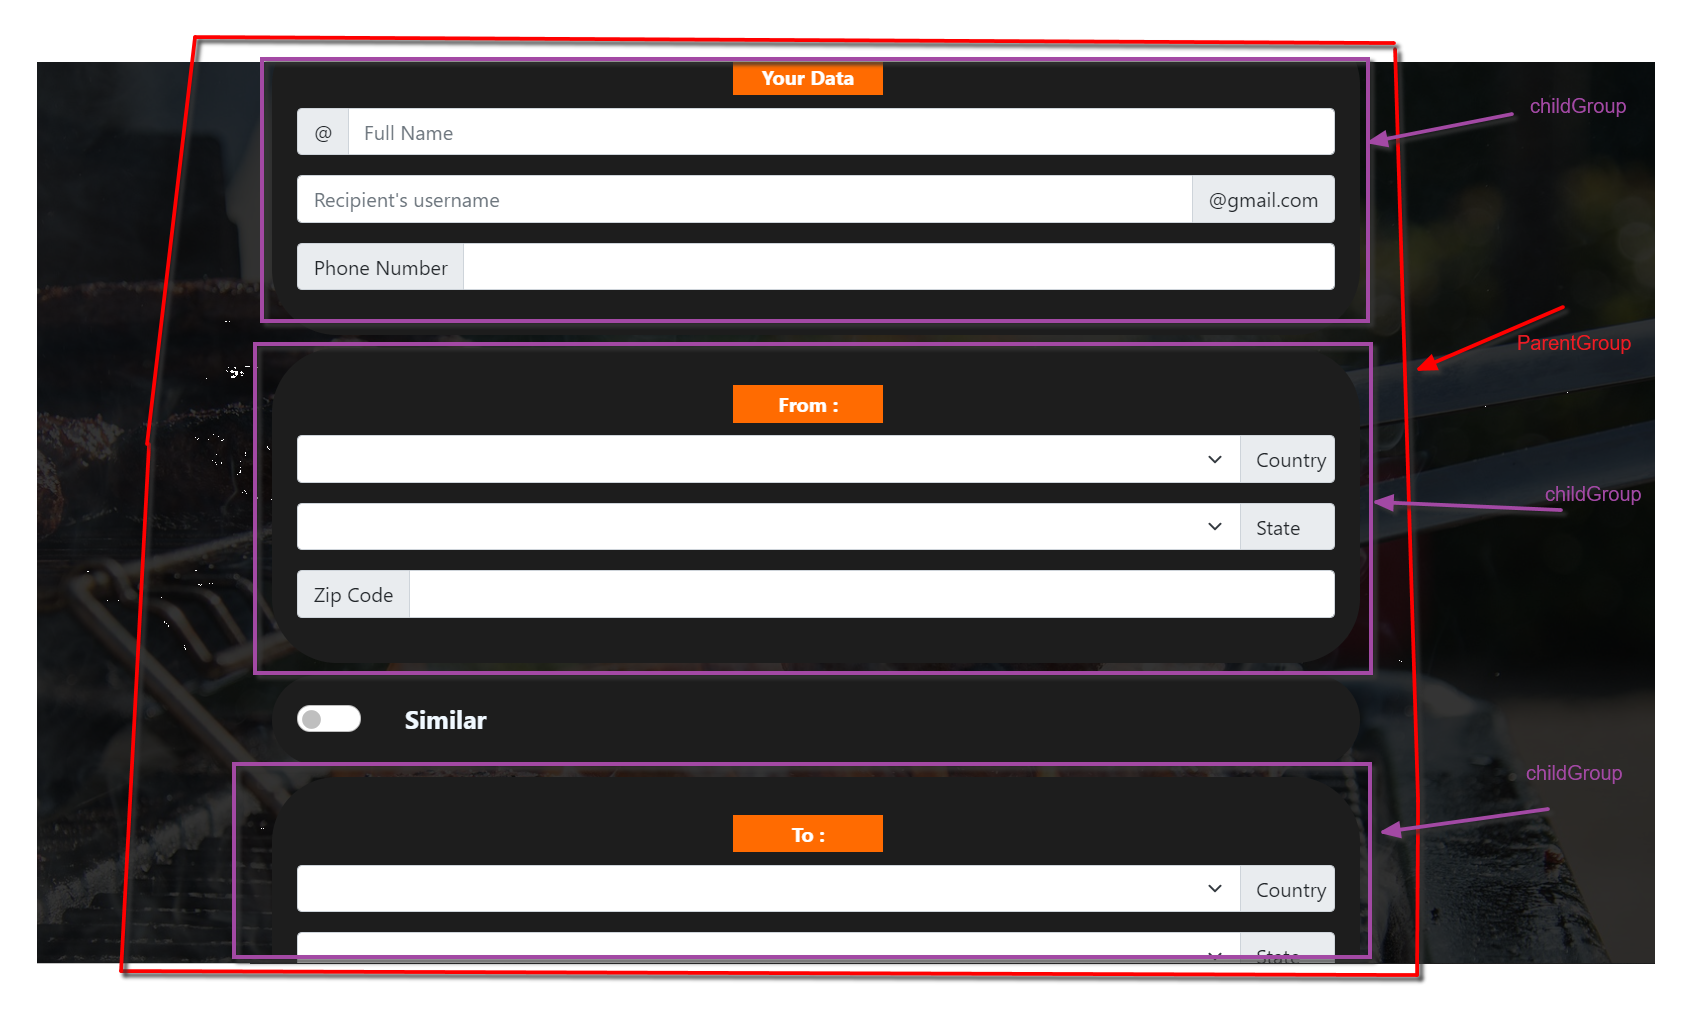 Your Data
childGroup
@ Full Name
Recipient's username @gmail.com
Phone Number
ParentGroup
From :
Country
childGroup
State
Zip Code
Similar
childGroup
To :
Country
State